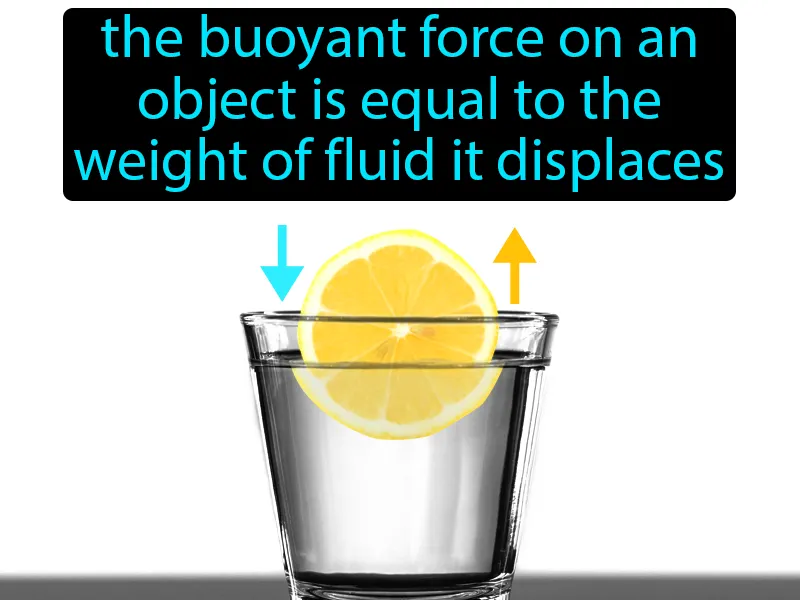 the buoyant force on an
object is equal to the
weight of fluid it displaces